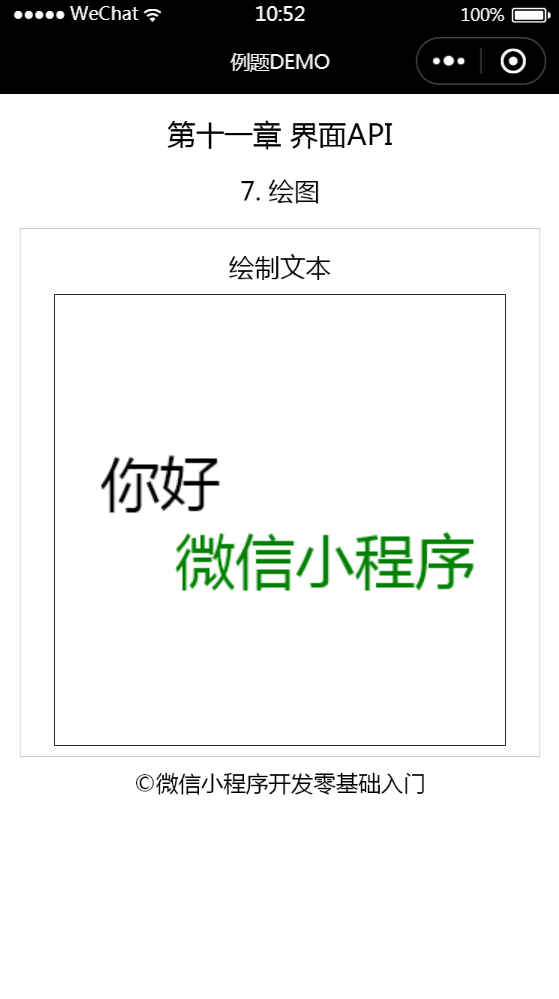 ●●●●● WeChat 10:52 100%
例题DEMO
第十一章 界面API
7. 绘图
绘制文本
你好
微信小程序
©微信小程序开发零基础入门